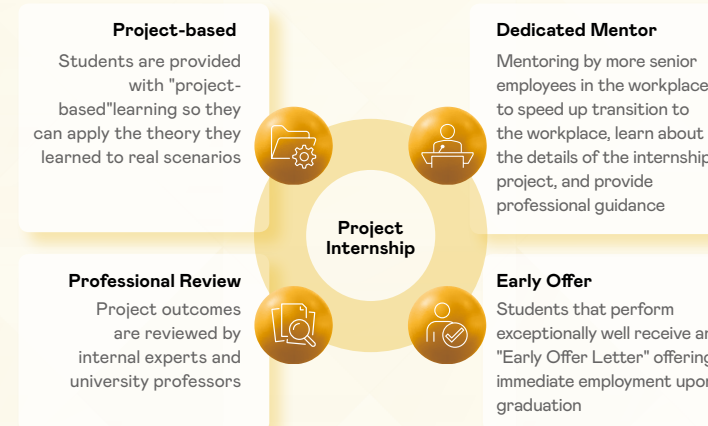 Project-based
Students are provided
with "project-
based"learning so they
can apply the theory they
learned to real scenarios
Dedicated Mentor
Mentoring by more senior
employees in the workplace
to speed up transition to
the workplace, learn about
the details of the internship
project, and provide
professional guidance
Project
Internship
Professional Review
Project outcomes
are reviewed by
internal experts and
university professors
Early Offer
Students that perform
exceptionally well receive an
"Early Offer Letter" offering
immediate employment upon
graduation